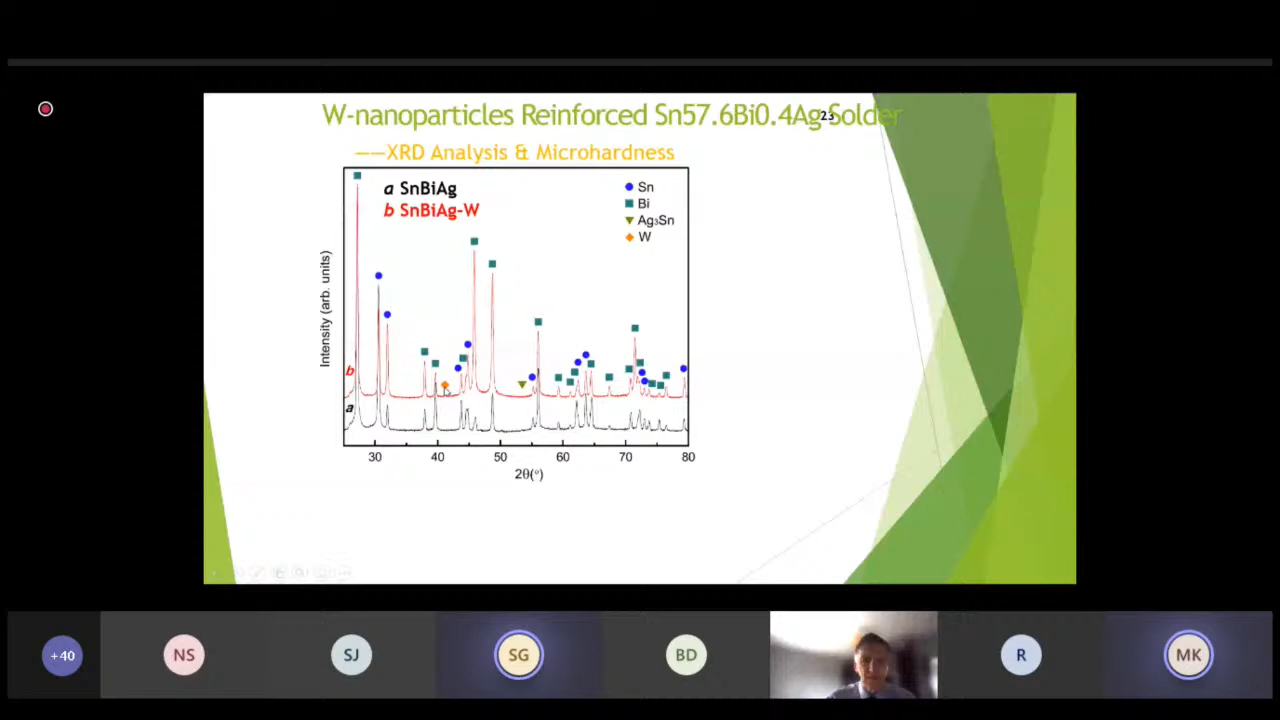 W-nanoparticles Reinforced Sn57.6Bi0.4Ag Solder
23
——XRD Analysis & Microhardness
a SnBiAg
b SnBiAg-W
Sn
Bi
Ag₃Sn
W
Intensity (arb. units)
b
a
30 40 50 60 70 80
2θ(°)
+40
NS
SJ
SG
BD
R
MK